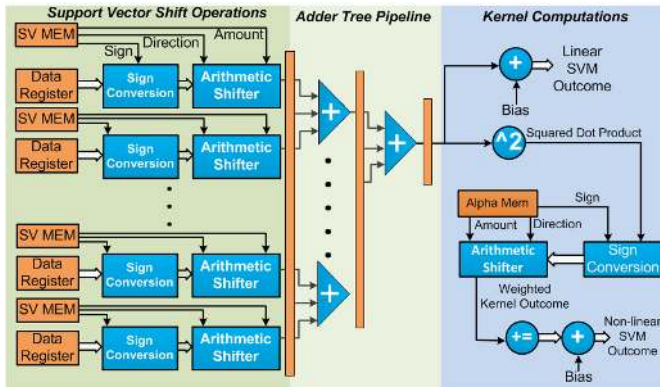 Support Vector Shift Operations
Adder Tree Pipeline
Kernel Computations
SV MEM
Sign
Direction
Amount
Data Register
Sign Conversion
Arithmetic Shifter
SV MEM
Data Register
Sign Conversion
Arithmetic Shifter
SV MEM
Data Register
Sign Conversion
Arithmetic Shifter
SV MEM
Data Register
Sign Conversion
Arithmetic Shifter
+
+
+
+
Linear
SVM
Outcome
Bias
^2
Squared Dot Product
Alpha Mem
Sign
Amount
Direction
Arithmetic
Shifter
Sign
Conversion
Weighted
Kernel Outcome
+=
+
Non-linear
SVM
Outcome
Bias